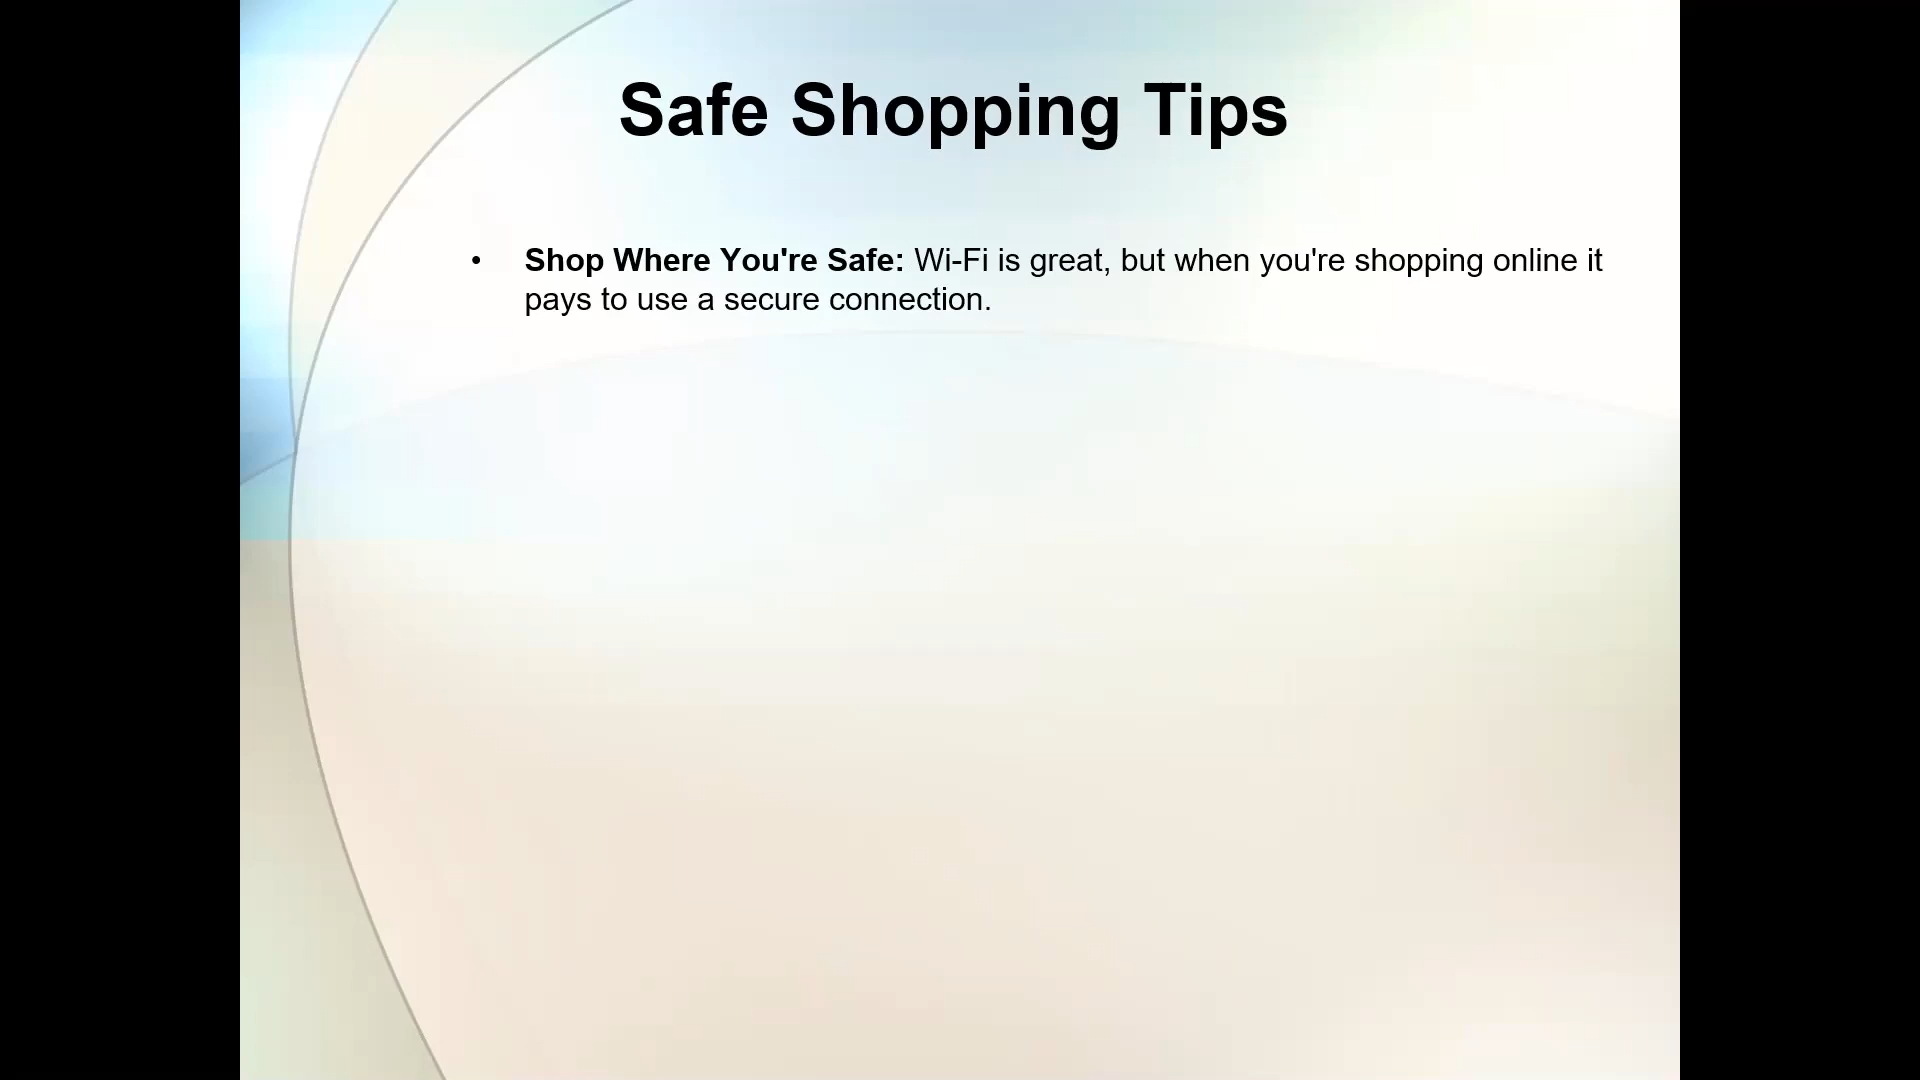 Safe Shopping Tips
• Shop Where You're Safe: Wi-Fi is great, but when you're shopping online it
pays to use a secure connection.